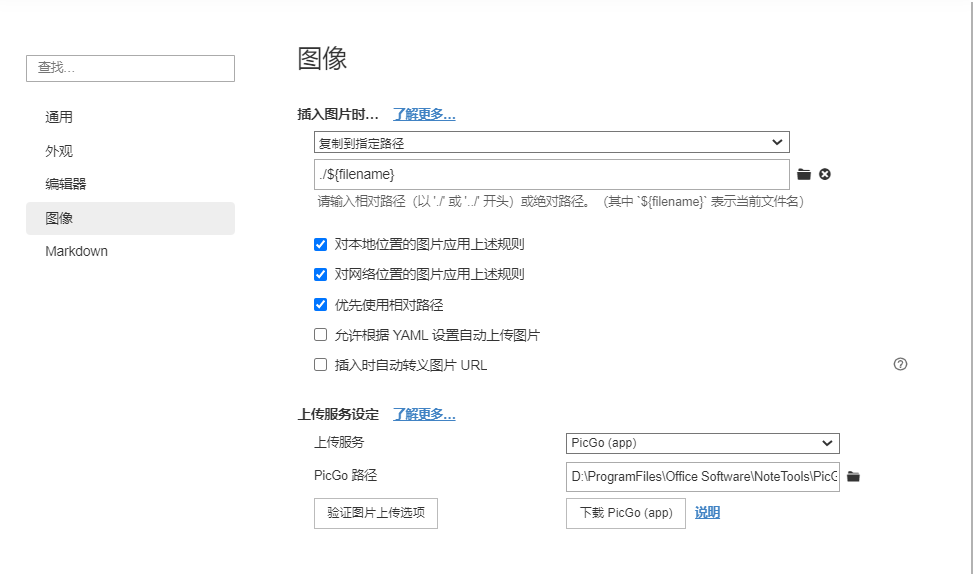 图像
查找...
插入图片时... 了解更多...
通用
复制到指定路径
外观
./${filename}
编辑器
请输入相对路径（以 './' 或 '../' 开头）或绝对路径。（其中 `${filename}` 表示当前文件名）
图像
对本地位置的图片应用上述规则
Markdown
对网络位置的图片应用上述规则
优先使用相对路径
允许根据 YAML 设置自动上传图片
插入时自动转义图片 URL
上传服务设定 了解更多...
上传服务 PicGo (app)
PicGo 路径 D:\ProgramFiles\Office Software\NoteTools\PicG
验证图片上传选项 下载 PicGo (app) 说明